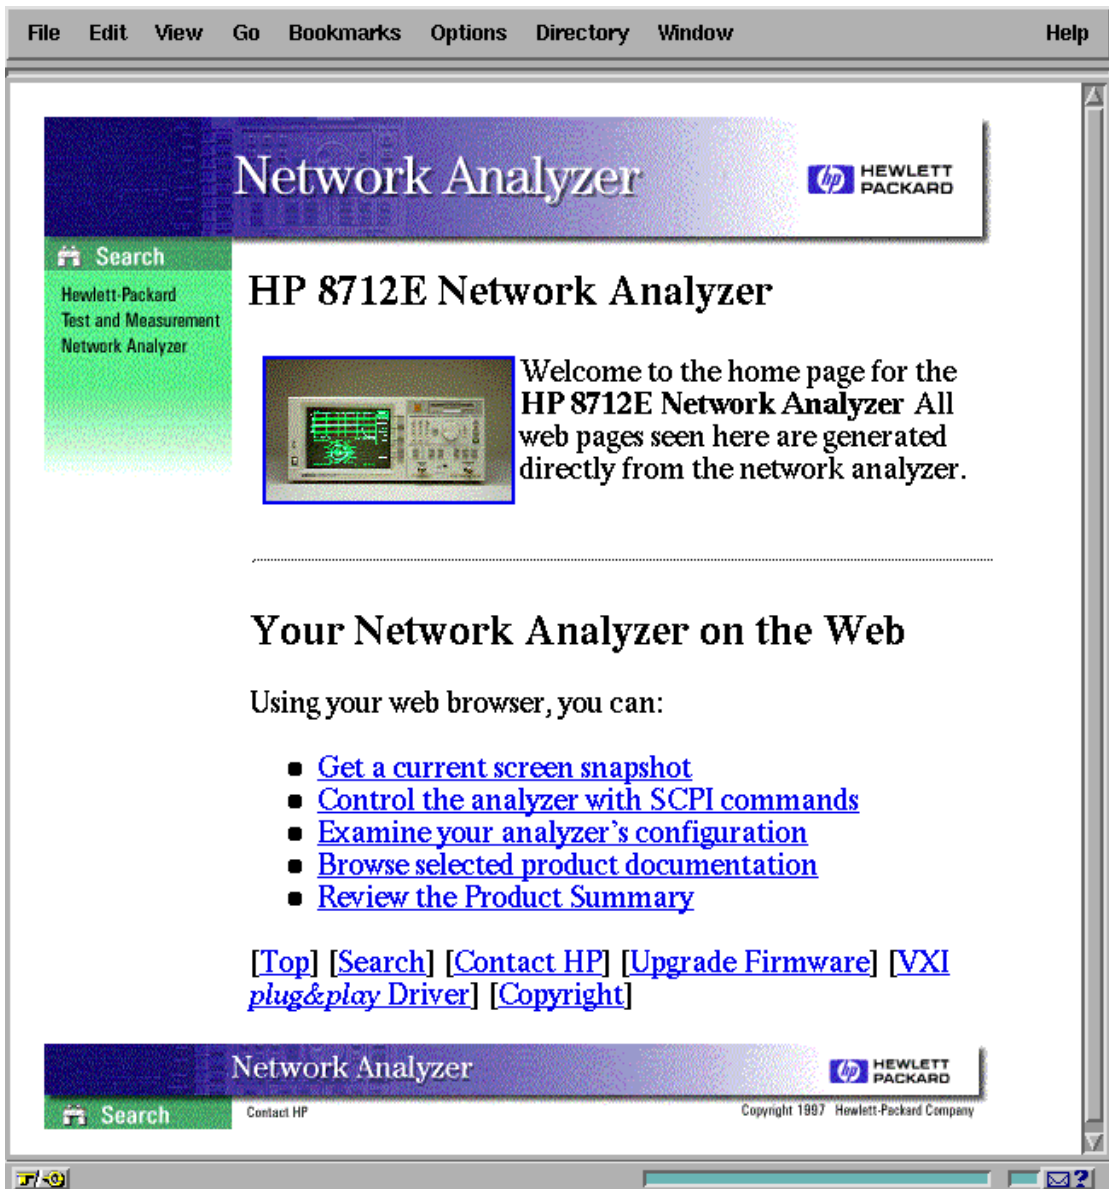 File Edit View Go Bookmarks Options Directory Window Help
Network Analyzer
hp HEWLETT
PACKARD
Search
Hewlett-Packard
Test and Measurement
Network Analyzer
HP 8712E Network Analyzer
Welcome to the home page for the
HP 8712E Network Analyzer All
web pages seen here are generated
directly from the network analyzer.
Your Network Analyzer on the Web
Using your web browser, you can:
Get a current screen snapshot
Control the analyzer with SCPI commands
Examine your analyzer's configuration
Browse selected product documentation
Review the Product Summary
[Top] [Search] [Contact HP] [Upgrade Firmware] [VXI
plug&play Driver] [Copyright]
Network Analyzer
hp HEWLETT
PACKARD
Search
Contact HP
Copyright 1997 Hewlett-Packard Company